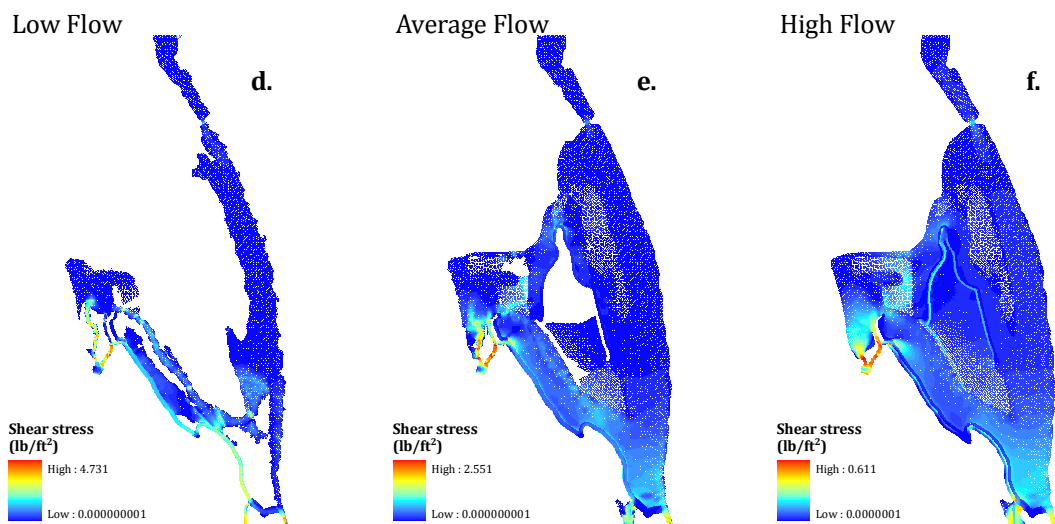 Low Flow
d.
Shear stress
(lb/ft²)
High : 4.731
Low : 0.000000001
Average Flow
e.
Shear stress
(lb/ft²)
High : 2.551
Low : 0.000000001
High Flow
f.
Shear stress
(lb/ft²)
High : 0.611
Low : 0.0000001